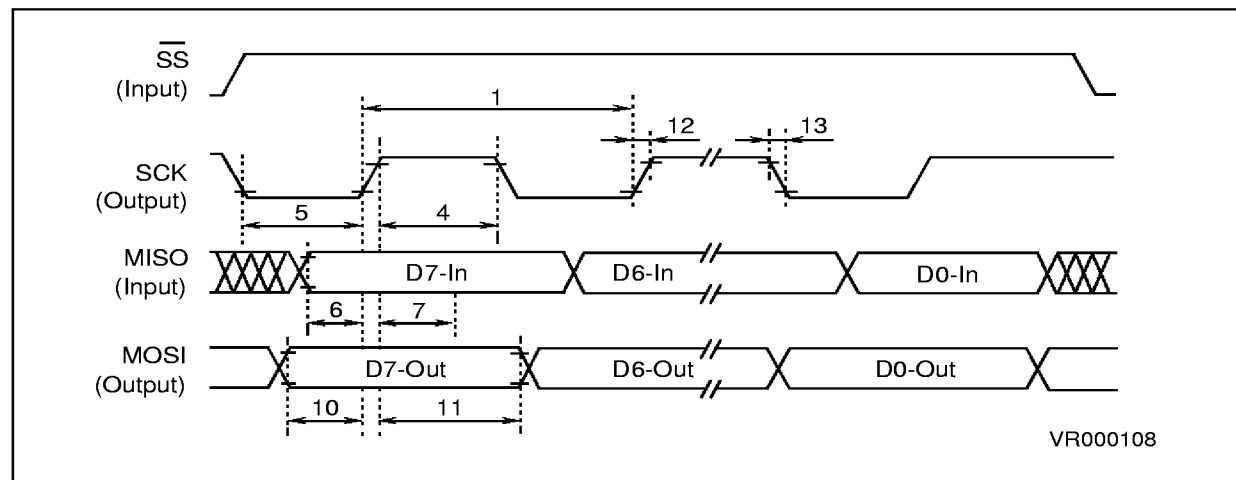 SS
(Input)
1
12
13
SCK
(Output)
5
4
MISO
(Input)
D7-In
D6-In
D0-In
6
7
MOSI
(Output)
D7-Out
D6-Out
D0-Out
10
11
VR000108